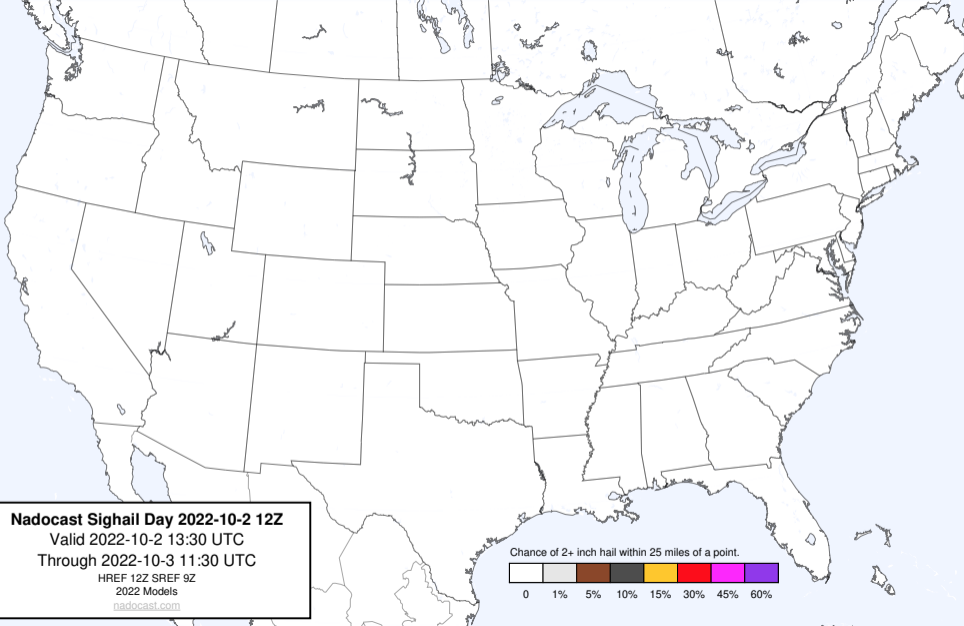 Nadocast Sighail Day 2022-10-2 12Z
Valid 2022-10-2 13:30 UTC
Through 2022-10-3 11:30 UTC
HREF 12Z SREF 9Z
2022 Models
nadocast.com
Chance of 2+ inch hail within 25 miles of a point.
0 1% 5% 10% 15% 30% 45% 60%